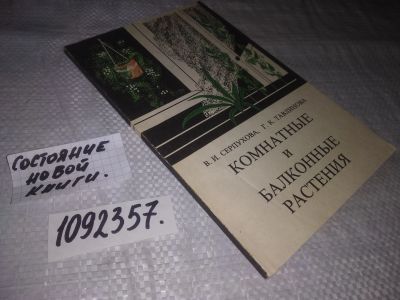 СОСТОЯНИЕ
НОВОЙ
КНИГИ.
1092357.
В. И. СЕРПУХОВА, Г. К. ТАВЛИНОВА
КОМНАТНЫЕ
И
БАЛКОННЫЕ
РАСТЕНИЯ